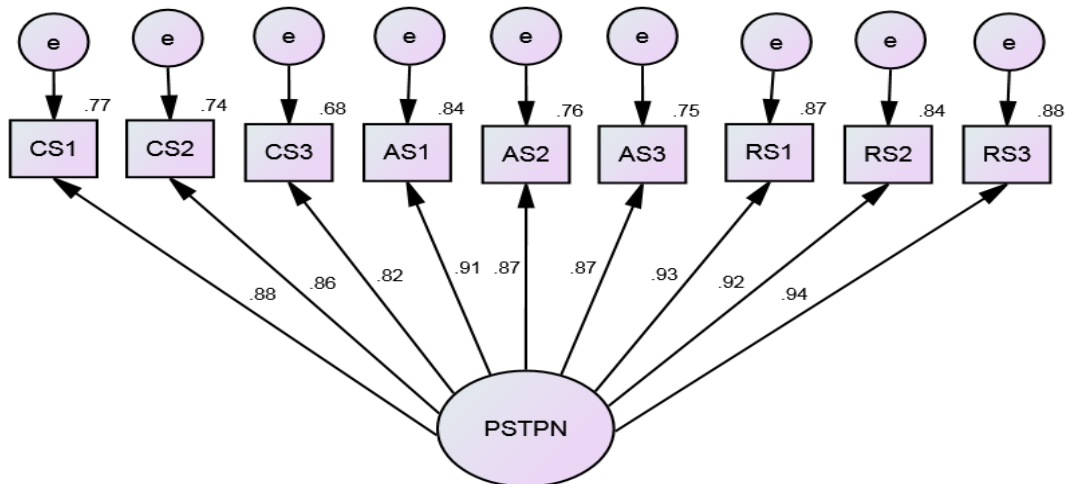 e e e e e e e e e
.77 .74 .68 .84 .76 .75 .87 .84 .88
CS1 CS2 CS3 AS1 AS2 AS3 RS1 RS2 RS3
.88 .86 .82 .91 .87 .87 .93 .92 .94
PSTPN